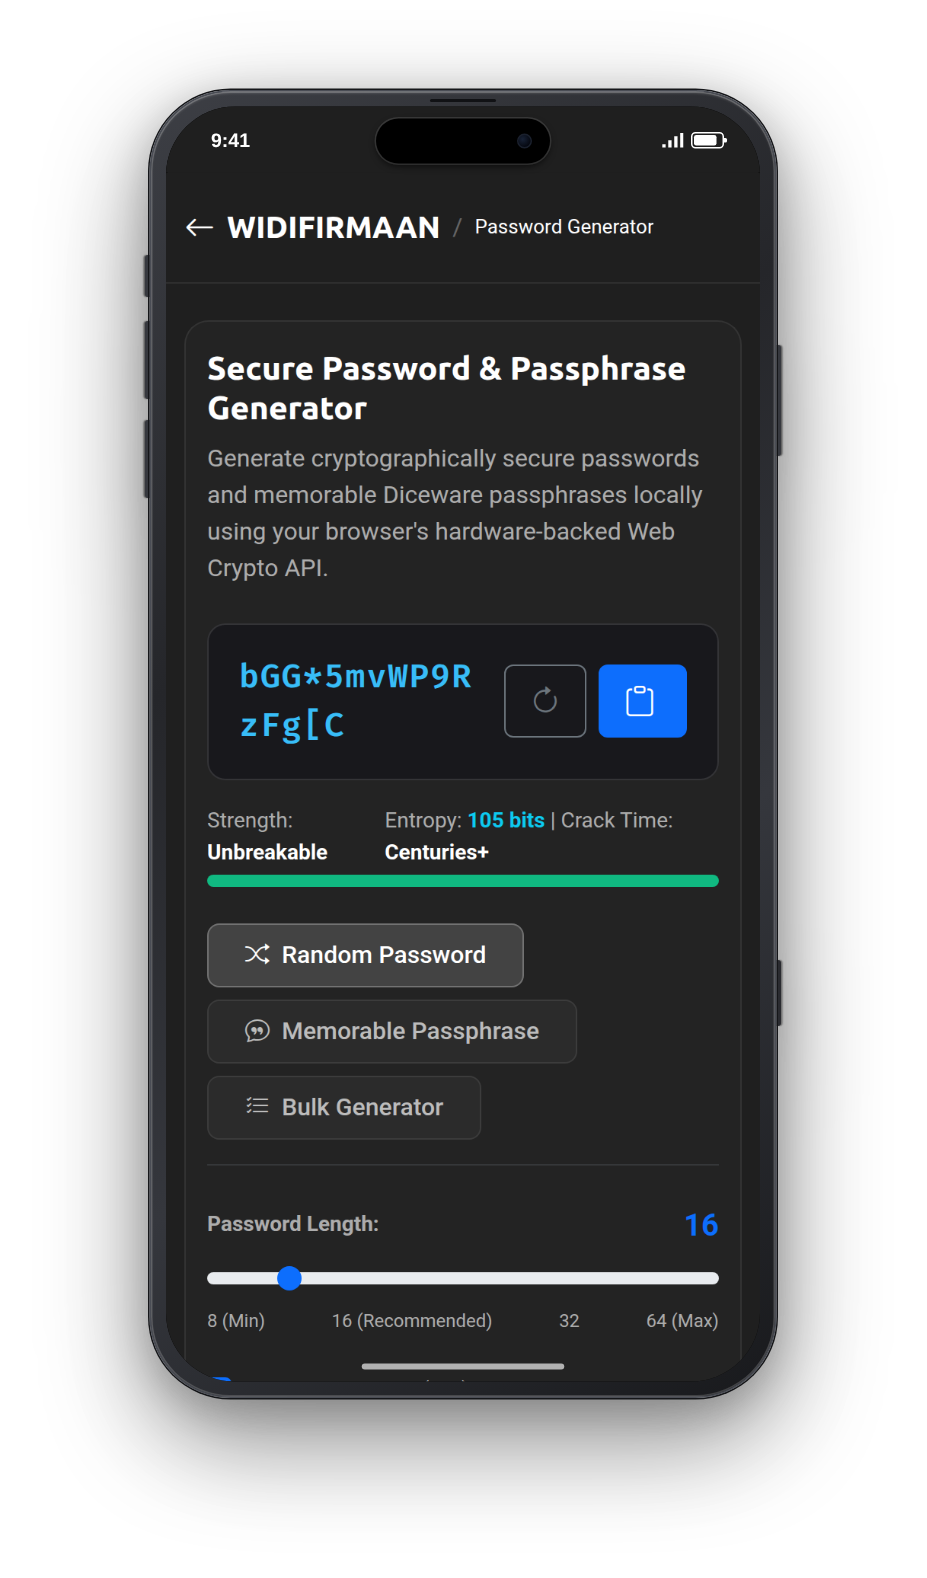 9:41
WIDIFIRMAAN / Password Generator
Secure Password & Passphrase
Generator
Generate cryptographically secure passwords
and memorable Diceware passphrases locally
using your browser's hardware-backed Web
Crypto API.
bGG*5mvWP9R
zFg[C
Strength: Entropy: 105 bits | Crack Time:
Unbreakable Centuries+
Random Password
Memorable Passphrase
Bulk Generator
Password Length: 16
8 (Min) 16 (Recommended) 32 64 (Max)